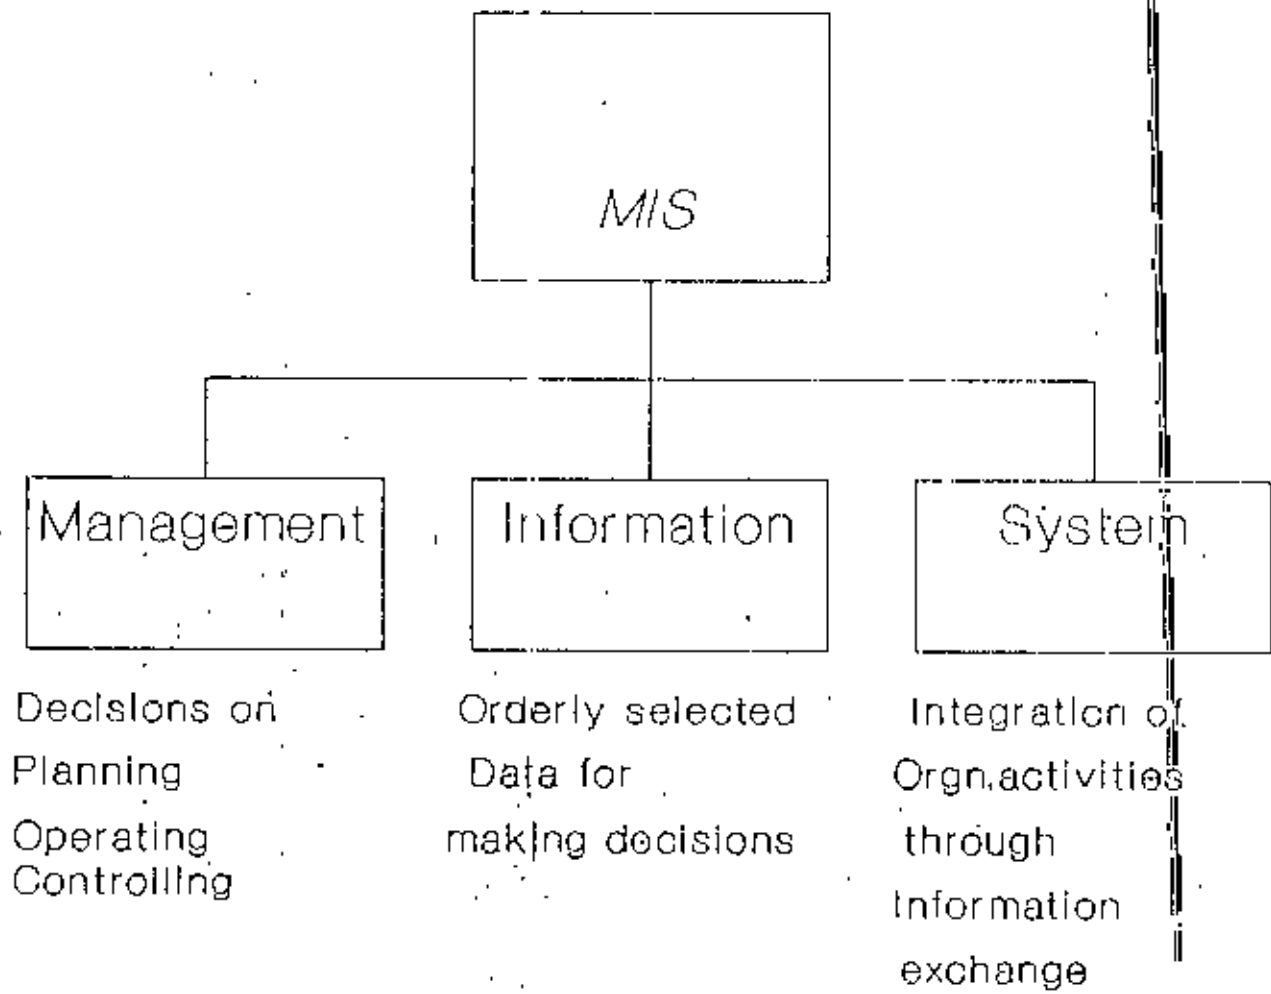 MIS
Management
Information
System
Decisions on
Planning
Operating
Controlling
Orderly selected
Data for
making decisions
Integration of
Orgn.activities
through
Information
exchange